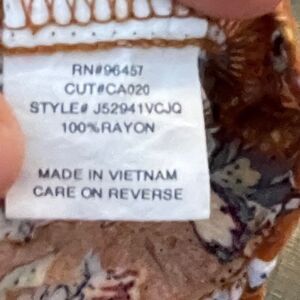 RN#96457
CUT#CA020
STYLE# J52941VCJQ
100%RAYON
MADE IN VIETNAM
CARE ON REVERSE